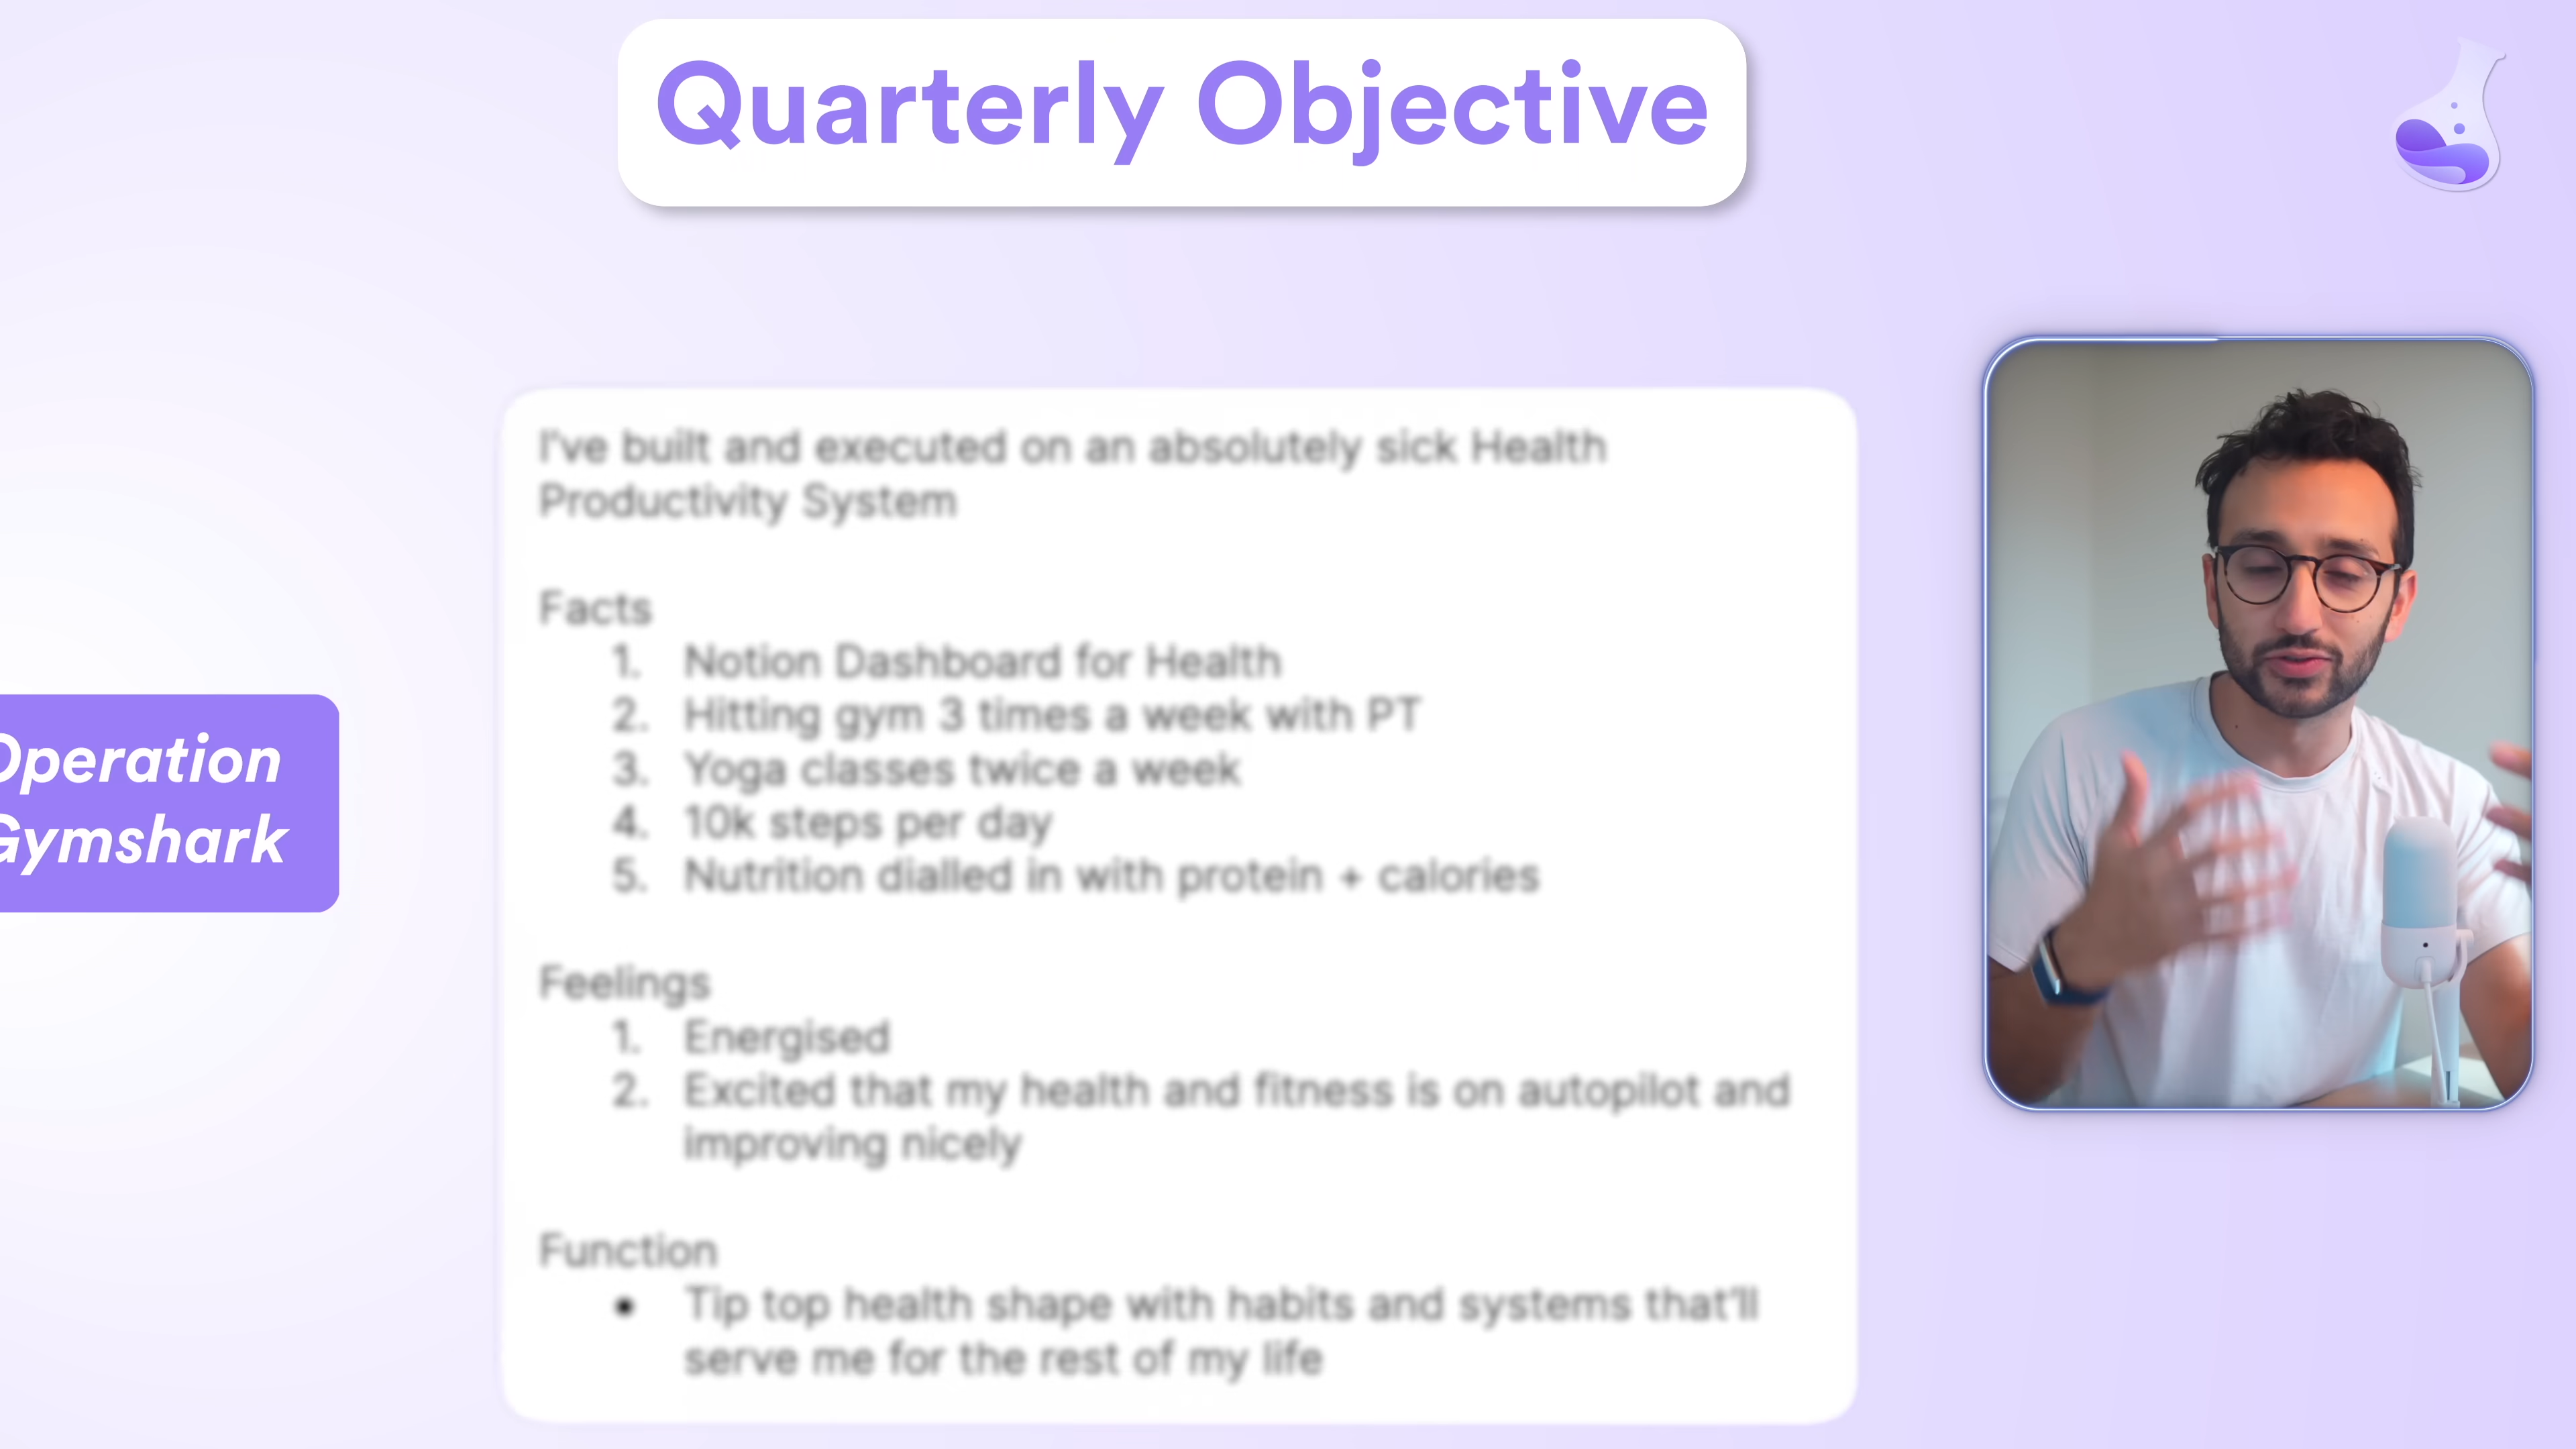 Quarterly Objective
Operation
Gymshark
I've built and executed on an absolutely sick Health
Productivity System
Facts
1. Notion Dashboard for Health
2. Hitting gym 3 times a week with PT
3. Yoga classes twice a week
4. 10k steps per day
5. Nutrition dialled in with protein + calories
Feelings
1. Energised
2. Excited that my health and fitness is on autopilot and
improving nicely
Function
• Tip top health shape with habits and systems that'll
serve me for the rest of my life